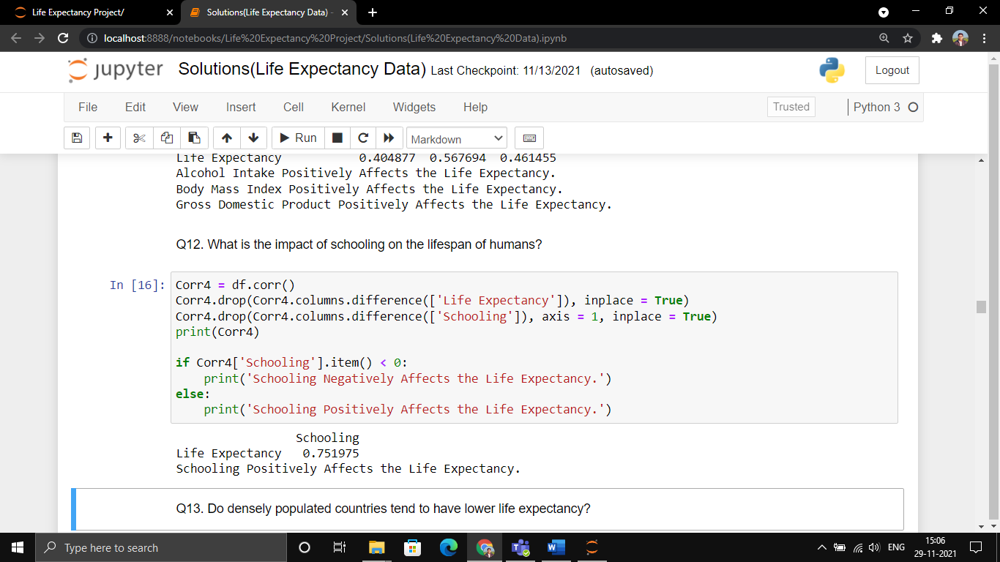 Life Expectancy Project/
Solutions(Life Expectancy Data) -
localhost:8888/notebooks/Life%20Expectancy%20Project/Solutions(Life%20Expectancy%20Data).ipynb
jupyter Solutions(Life Expectancy Data) Last Checkpoint: 11/13/2021 (autosaved)
Logout
File Edit View Insert Cell Kernel Widgets Help Trusted Python 3
Run Markdown
Life Expectancy 0.404877 0.567694 0.461455
Alcohol Intake Positively Affects the Life Expectancy.
Body Mass Index Positively Affects the Life Expectancy.
Gross Domestic Product Positively Affects the Life Expectancy.
Q12. What is the impact of schooling on the lifespan of humans?
In [16]: Corr4 = df.corr()
Corr4.drop(Corr4.columns.difference(['Life Expectancy']), inplace = True)
Corr4.drop(Corr4.columns.difference(['Schooling']), axis = 1, inplace = True)
print(Corr4)
if Corr4['Schooling'].item() < 0:
    print('Schooling Negatively Affects the Life Expectancy.')
else:
    print('Schooling Positively Affects the Life Expectancy.')
Schooling
Life Expectancy 0.751975
Schooling Positively Affects the Life Expectancy.
Q13. Do densely populated countries tend to have lower life expectancy?
Type here to search
ENG
15:06
29-11-2021